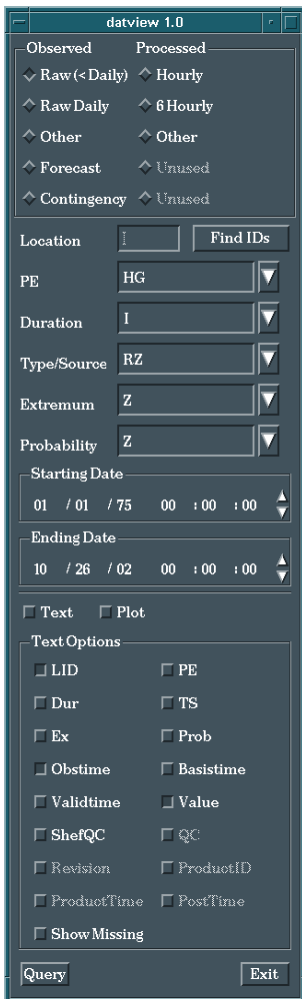 datview 1.0
Observed Processed
Raw (< Daily) Hourly
Raw Daily 6 Hourly
Other Other
Forecast Unused
Contingency Unused
Location Find IDs
PE HG
Duration I
Type/Source RZ
Extremum Z
Probability Z
Starting Date
01 / 01 / 75 00 : 00 : 00
Ending Date
10 / 26 / 02 00 : 00 : 00
Text Plot
Text Options
LID PE
Dur TS
Ex Prob
Obstime Basistime
Validtime Value
ShefQC QC
Revision ProductID
ProductTime PostTime
Show Missing
Query Exit